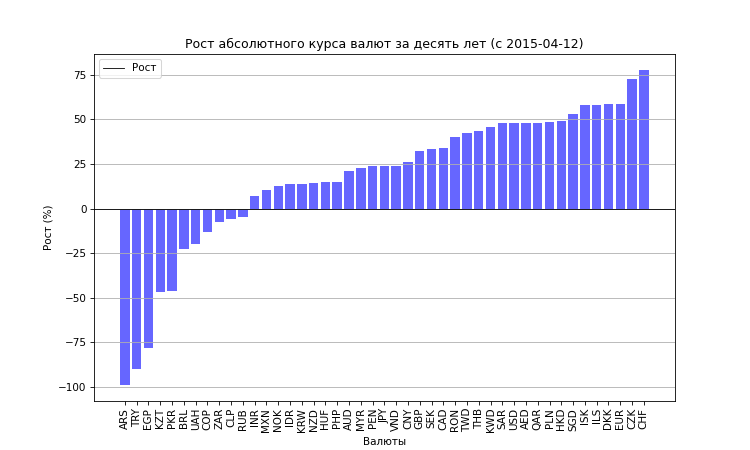 Рост абсолютного курса валют за десять лет (с 2015-04-12)
Рост
75
50
25
0
−25
−50
−75
−100
Рост (%)
ARS TRY EGP KZT PKR BRL UAH COP ZAR CLP RUB INR MXN NOK IDR KRW NZD HUF PHP AUD MYR PEN JPY VND CNY GBP SEK CAD RON TWD THB KWD SAR USD AED QAR PLN HKD SGD ISK ILS DKK EUR CZK CHF
Валюты